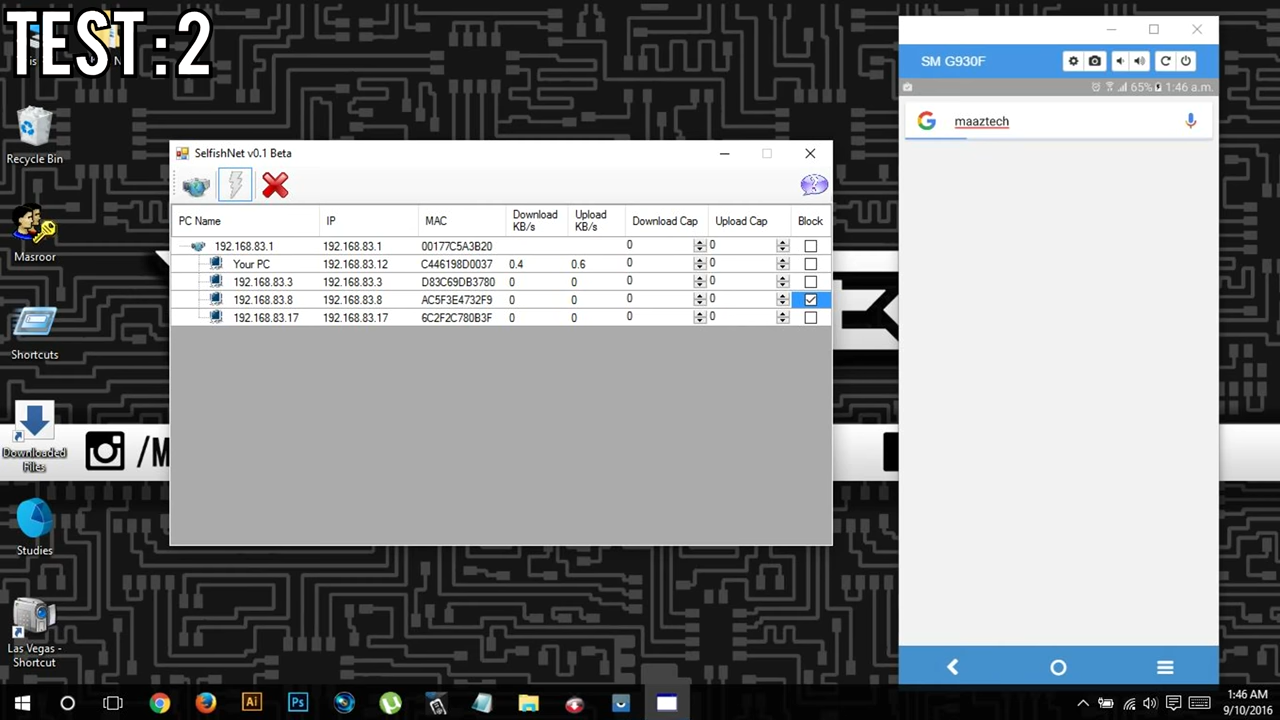 TEST:2
Recycle Bin
Masroor
Shortcuts
Downloaded
Files
Studies
Las Vegas -
Shortcut
/M
SelfishNet v0.1 Beta
PC Name IP MAC Download KB/s Upload KB/s Download Cap Upload Cap Block
192.168.83.1 192.168.83.1 00177C5A3B20 0 0
Your PC 192.168.83.12 C446198D0037 0.4 0.6 0 0
192.168.83.3 192.168.83.3 D83C69DB3780 0 0 0 0
192.168.83.8 192.168.83.8 AC5F3E4732F9 0 0 0 0
192.168.83.17 192.168.83.17 6C2F2C780B3F 0 0 0 0
SM G930F
65% 1:46 a.m.
maaztech
Ai
Ps
1:46 AM
9/10/2016